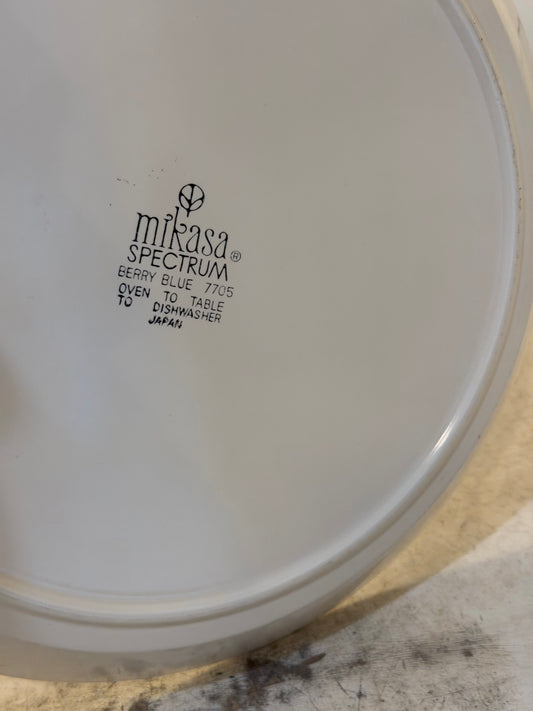 mikasa®
SPECTRUM
BERRY BLUE 7705
OVEN TO TABLE
TO DISHWASHER
JAPAN